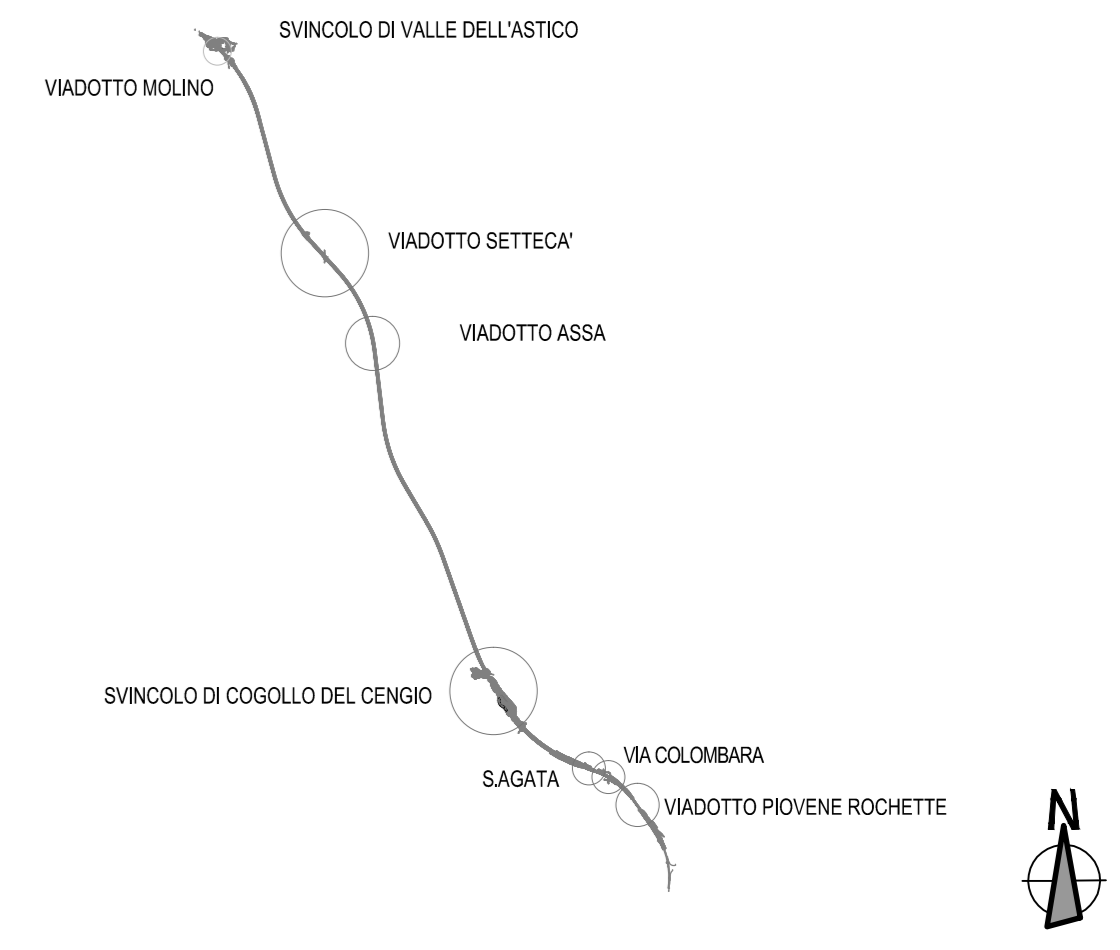 SVINCOLO DI VALLE DELL'ASTICO
VIADOTTO MOLINO
VIADOTTO SETTECA'
VIADOTTO ASSA
SVINCOLO DI COGOLLO DEL CENGIO
VIA COLOMBARA
S.AGATA
VIADOTTO PIOVENE ROCHETTE
N